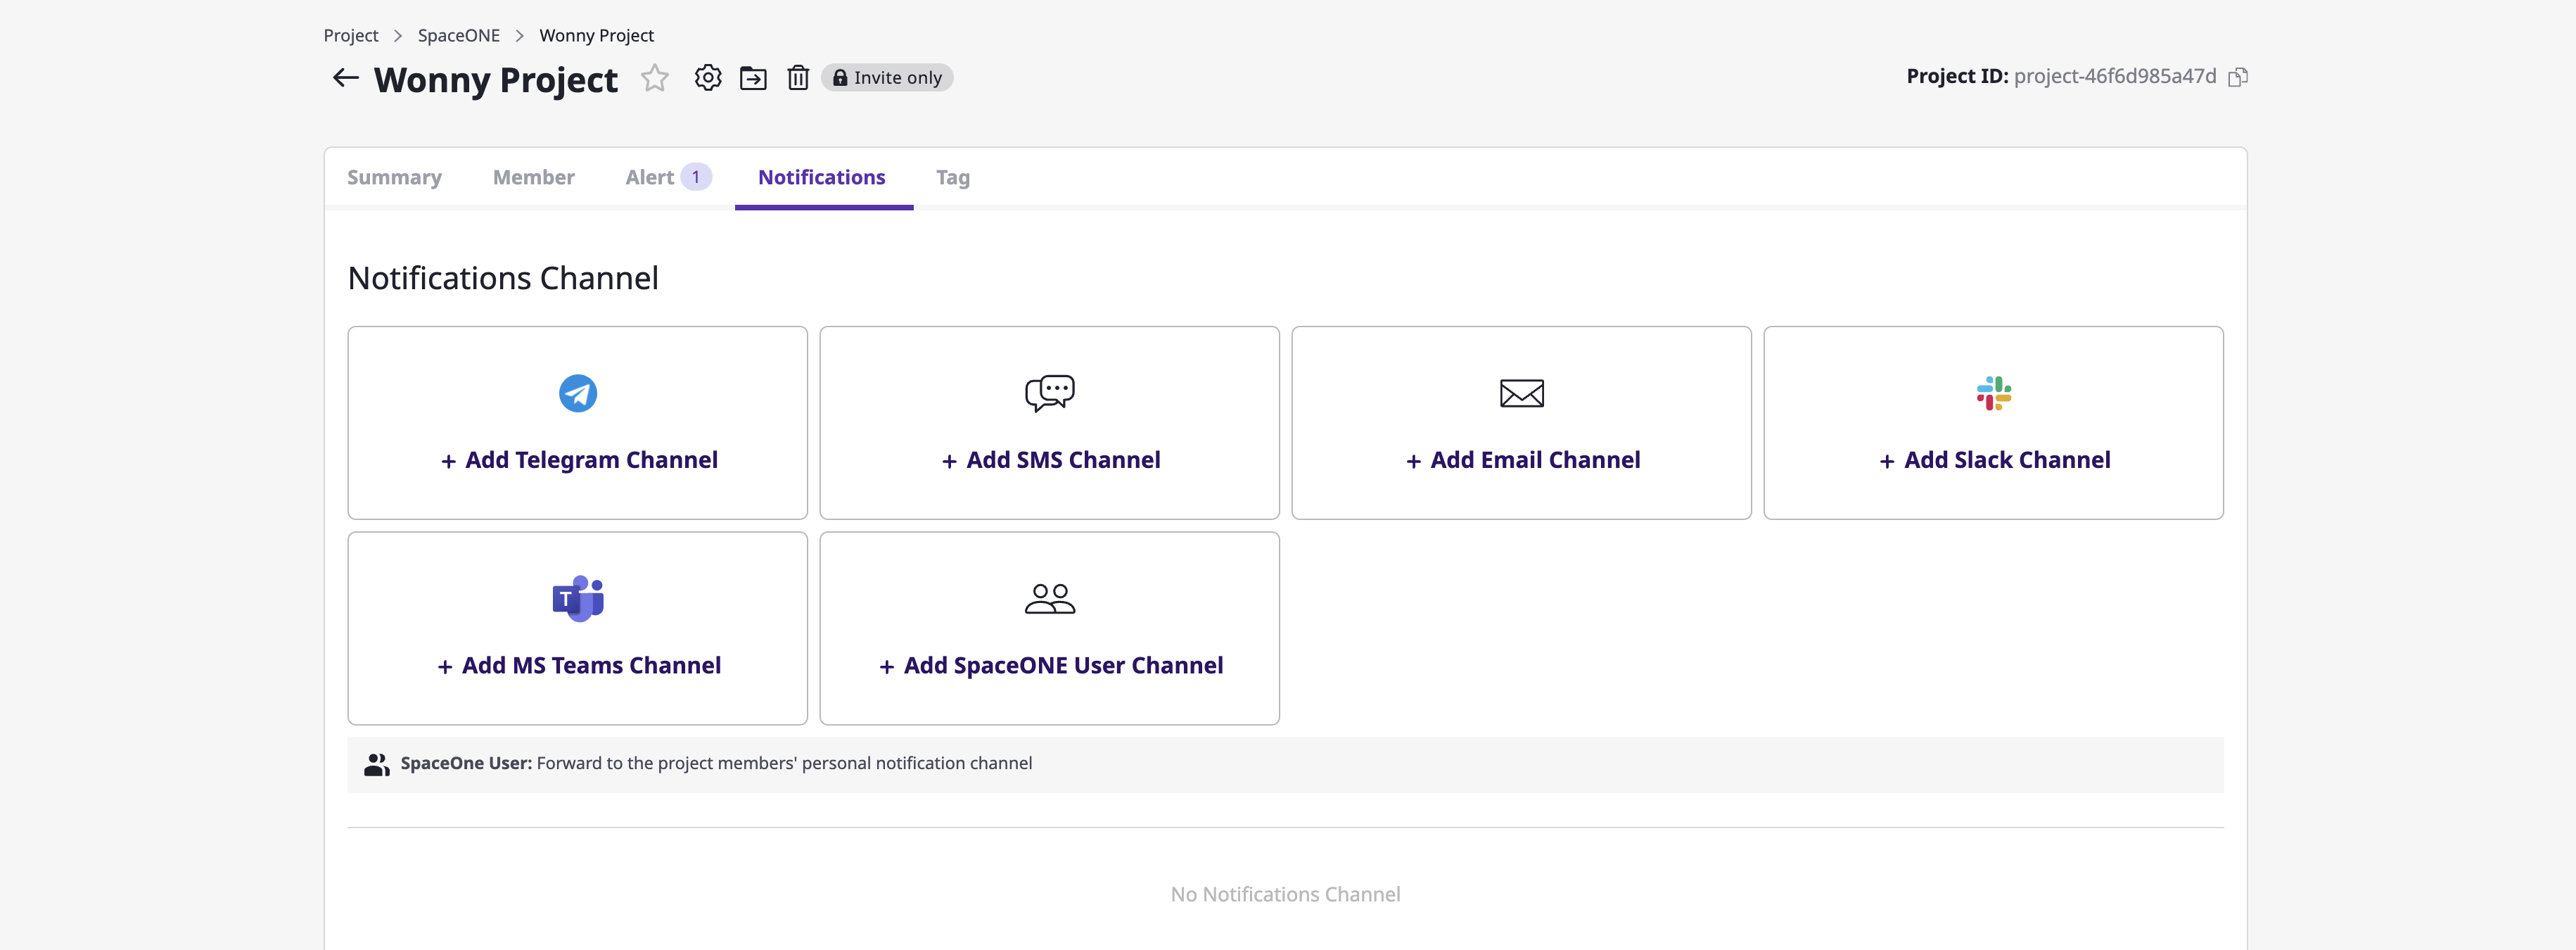 Project > SpaceONE > Wonny Project
Wonny Project Invite only
Project ID: project-46f6d985a47d
Summary Member Alert 1 Notifications Tag
Notifications Channel
+ Add Telegram Channel
+ Add SMS Channel
+ Add Email Channel
+ Add Slack Channel
T
+ Add MS Teams Channel
+ Add SpaceONE User Channel
SpaceOne User: Forward to the project members' personal notification channel
No Notifications Channel